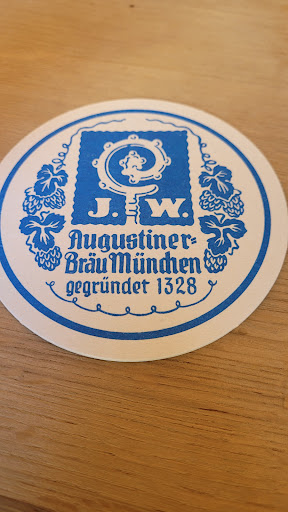 J. W.
Augustiner-
Bräu München
gegründet 1328